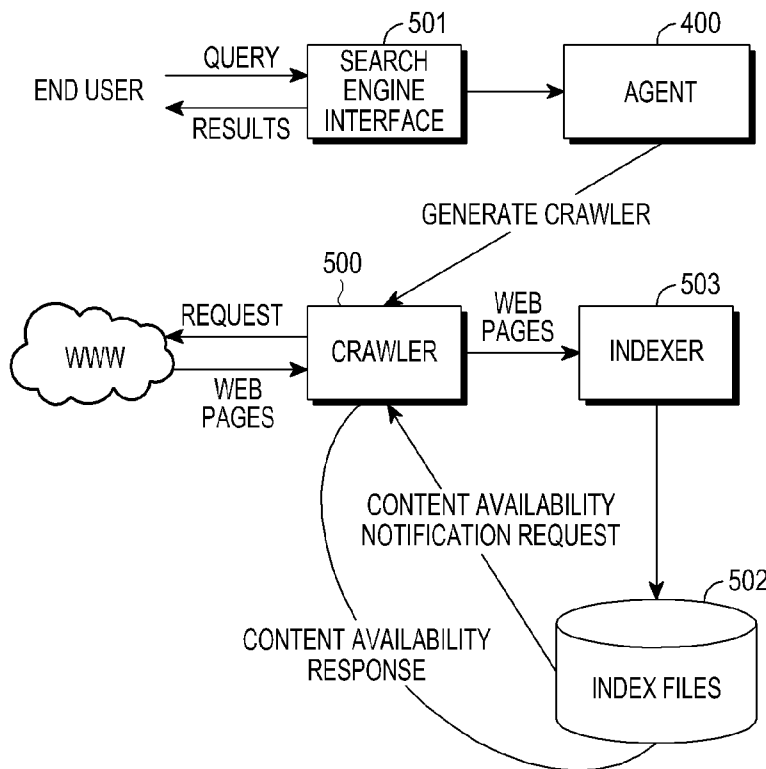 501
400
QUERY
END USER
RESULTS
SEARCH
ENGINE
INTERFACE
AGENT
GENERATE CRAWLER
500
503
REQUEST
WWW
WEB
PAGES
CRAWLER
WEB
PAGES
INDEXER
CONTENT AVAILABILITY
NOTIFICATION REQUEST
502
CONTENT AVAILABILITY
RESPONSE
INDEX FILES